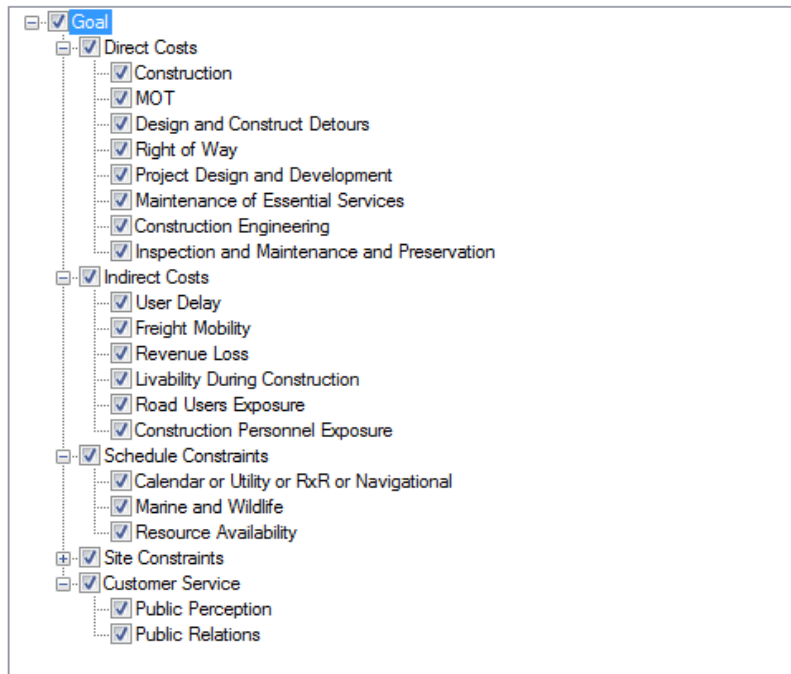 Goal
Direct Costs
Construction
MOT
Design and Construct Detours
Right of Way
Project Design and Development
Maintenance of Essential Services
Construction Engineering
Inspection and Maintenance and Preservation
Indirect Costs
User Delay
Freight Mobility
Revenue Loss
Livability During Construction
Road Users Exposure
Construction Personnel Exposure
Schedule Constraints
Calendar or Utility or RxR or Navigational
Marine and Wildlife
Resource Availability
Site Constraints
Customer Service
Public Perception
Public Relations